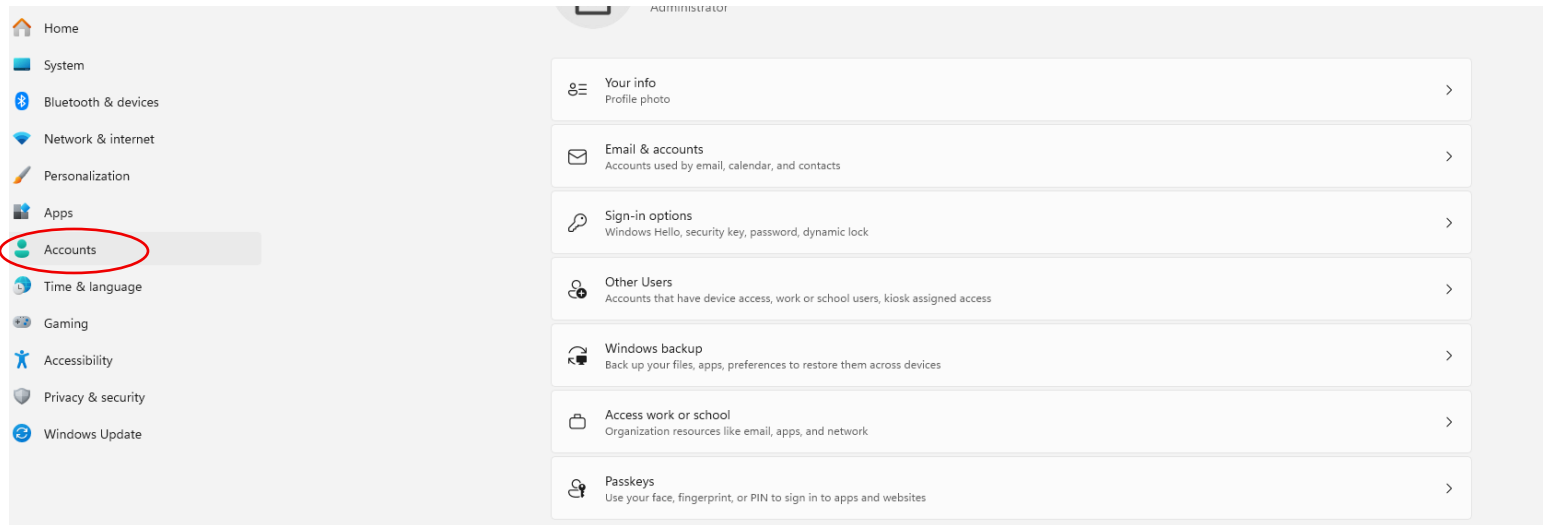 Administrator
Home
System
Bluetooth & devices
Network & internet
Personalization
Apps
Accounts
Time & language
Gaming
Accessibility
Privacy & security
Windows Update
Your info
Profile photo
Email & accounts
Accounts used by email, calendar, and contacts
Sign-in options
Windows Hello, security key, password, dynamic lock
Other Users
Accounts that have device access, work or school users, kiosk assigned access
Windows backup
Back up your files, apps, preferences to restore them across devices
Access work or school
Organization resources like email, apps, and network
Passkeys
Use your face, fingerprint, or PIN to sign in to apps and websites